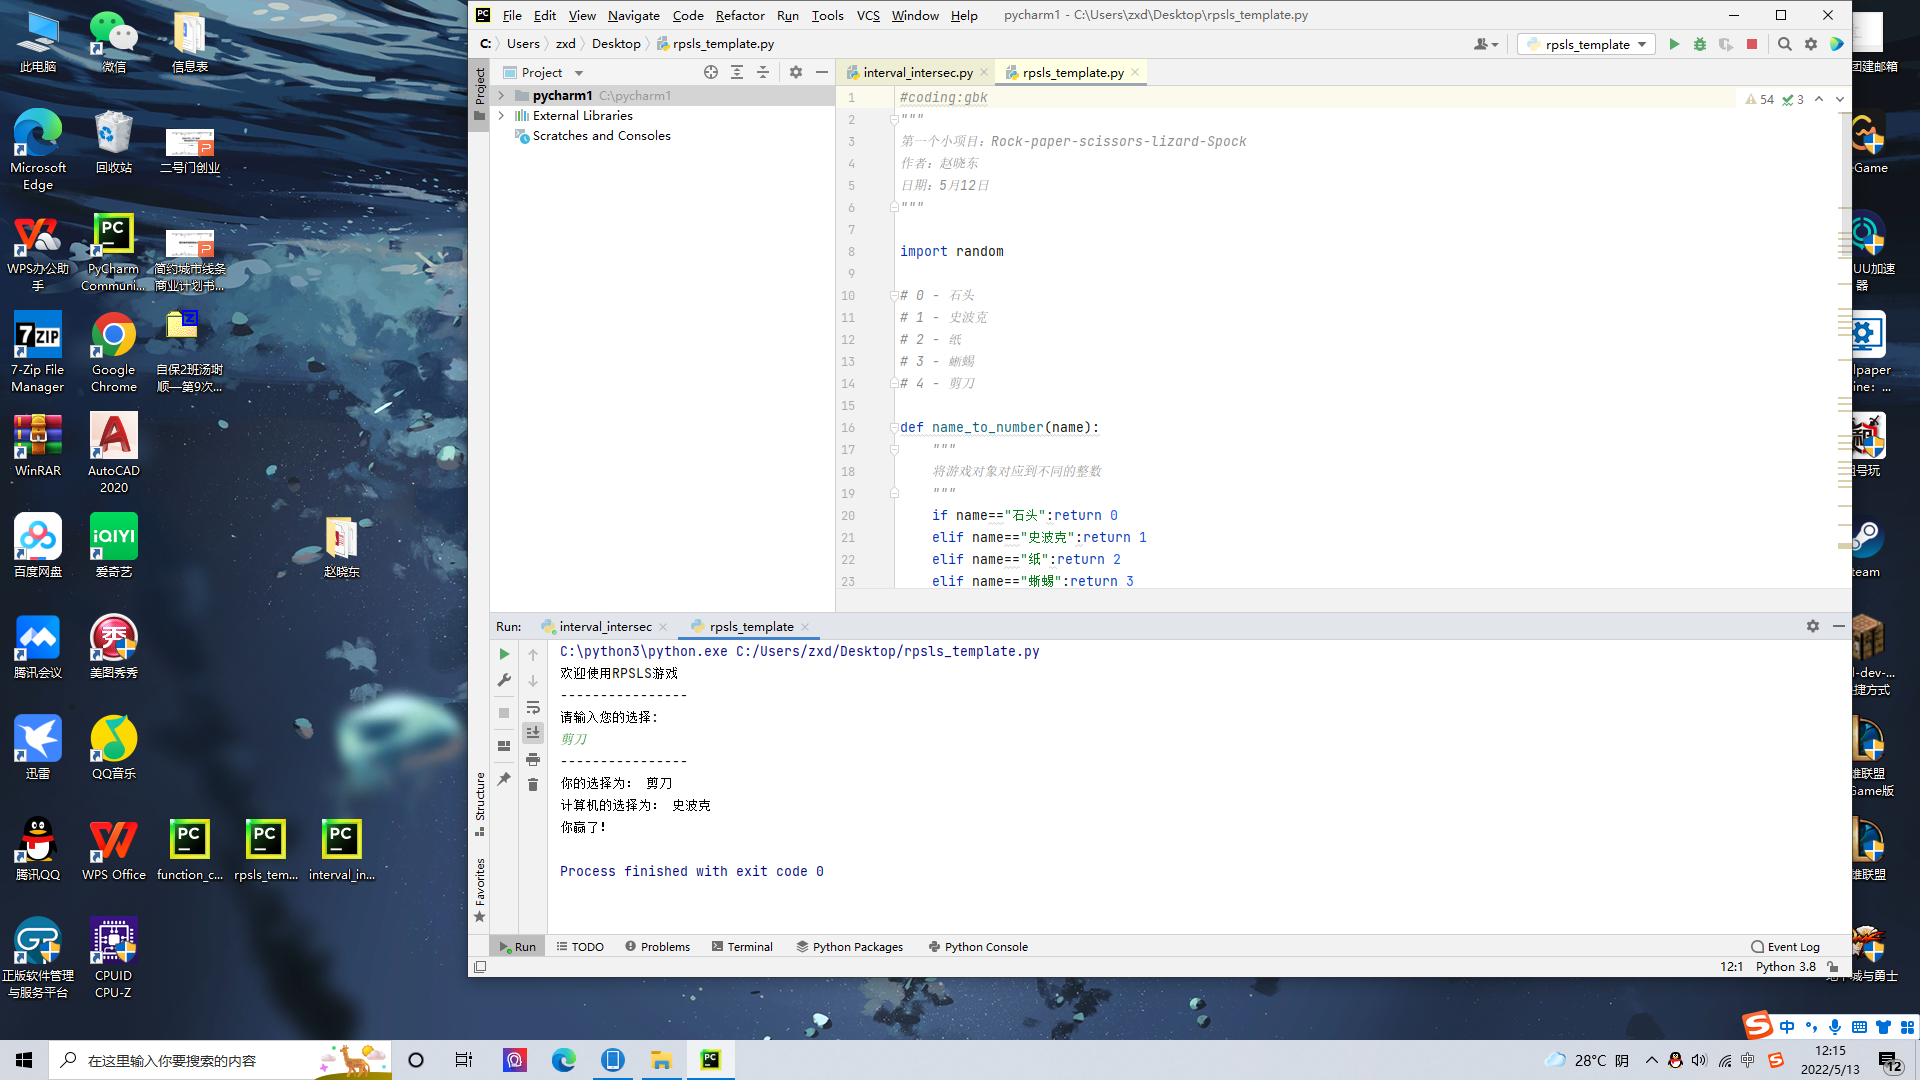 File Edit View Navigate Code Refactor Run Tools VCS Window Help pycharm1 - C:\Users\zxd\Desktop\rpsls_template.py
C: Users zxd Desktop rpsls_template.py
rpsls_template
Project
Project
interval_intersec.py
rpsls_template.py
pycharm1 C:\pycharm1
External Libraries
Scratches and Consoles
54 3
1 #coding:gbk
2 """
3 第一个小项目：Rock-paper-scissors-lizard-Spock
4 作者：赵晓东
5 日期：5月12日
6 """
7
8 import random
9
10 # 0 - 石头
11 # 1 - 史波克
12 # 2 - 纸
13 # 3 - 蜥蜴
14 # 4 - 剪刀
15
16 def name_to_number(name):
17 """
18 将游戏对象对应到不同的整数
19 """
20 if name=="石头":return 0
21 elif name=="史波克":return 1
22 elif name=="纸":return 2
23 elif name=="蜥蜴":return 3
Run: interval_intersec rpsls_template
C:\python3\python.exe C:/Users/zxd/Desktop/rpsls_template.py
欢迎使用RPSLS游戏
----------------
请输入您的选择：
剪刀
----------------
你的选择为： 剪刀
计算机的选择为： 史波克
你赢了！
Process finished with exit code 0
Structure
Favorites
Run TODO Problems Terminal Python Packages Python Console Event Log
12:1 Python 3.8
此电脑
微信
信息表
Microsoft
Edge
回收站
二号门创业
WPS办公助
手
PyCharm
Communi...
简约城市线条
商业计划书...
7-Zip File
Manager
Google
Chrome
自保2班汤谢
顺—第9次...
WinRAR
AutoCAD
2020
百度网盘
爱奇艺
赵晓东
腾讯会议
美图秀秀
迅雷
QQ音乐
腾讯QQ
WPS Office
function_c...
rpsls_tem...
interval_in...
正版软件管理
与服务平台
CPUID
CPU-Z
团建邮箱
Game
UU加速
器
lpaper
ine：...
号玩
team
l-dev-...
捷方式
雄联盟
Game版
雄联盟
城与勇士
中
在这里输入你要搜索的内容
28°C 阴
中
12:15
2022/5/13
12